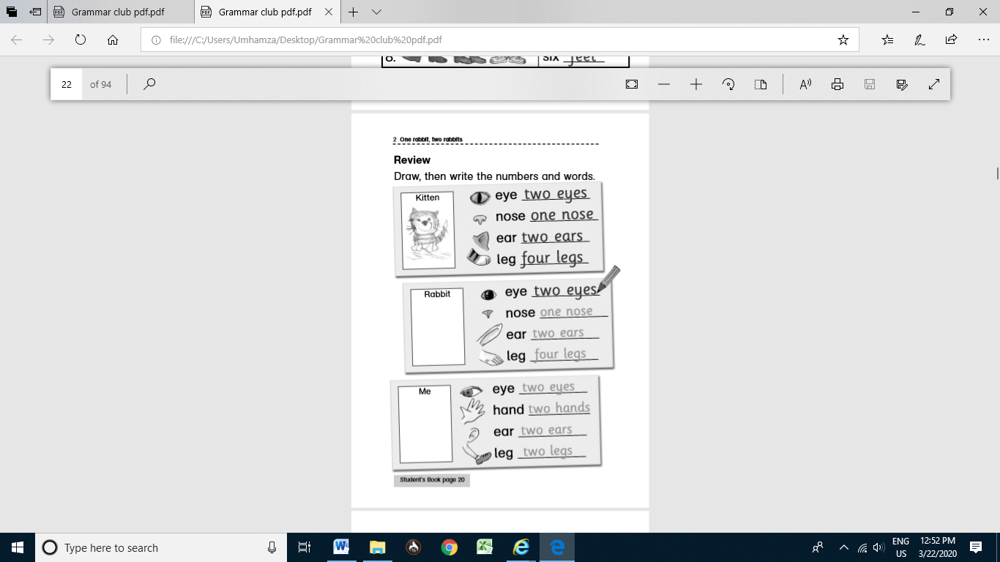 Grammar club pdf.pdf
Grammar club pdf.pdf
file:///C:/Users/Umhamza/Desktop/Grammar%20club%20pdf.pdf
8. six feet
22 of 94
2 One rabbit, two rabbits
Review
Draw, then write the numbers and words.
Kitten
eye two eyes
nose one nose
ear two ears
leg four legs
Rabbit
eye two eyes
nose one nose
ear two ears
leg four legs
Me
eye two eyes
hand two hands
ear two ears
leg two legs
Student's Book page 20
Type here to search
ENG
US
12:52 PM
3/22/2020